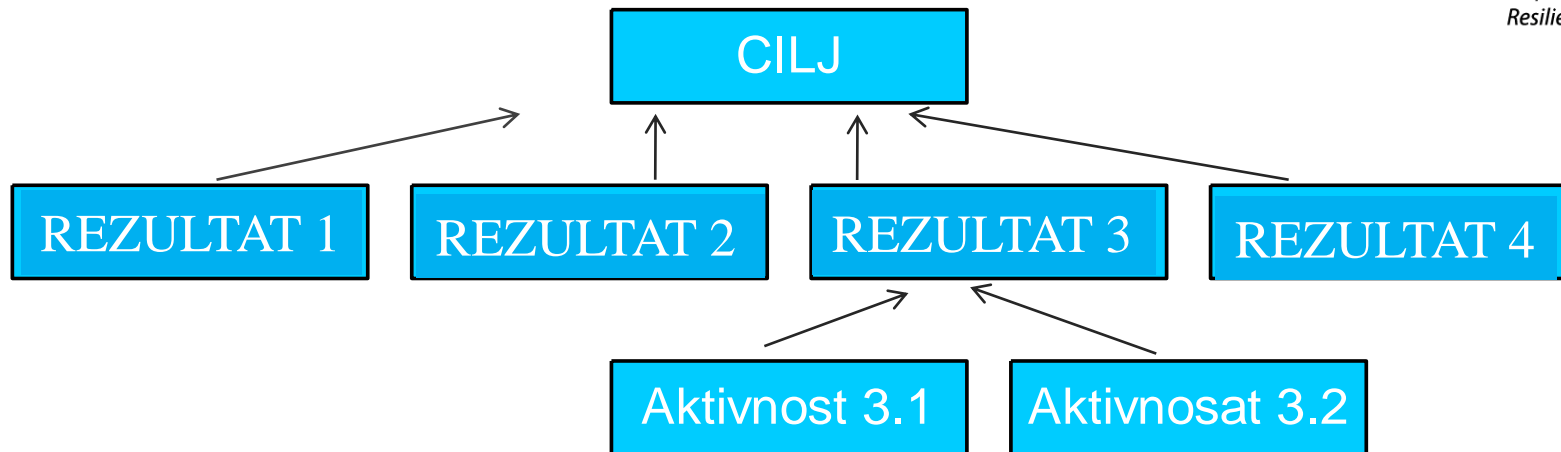 CILJ
REZULTAT 1
REZULTAT 2
REZULTAT 3
REZULTAT 4
Aktivnost 3.1
Aktivnosat 3.2